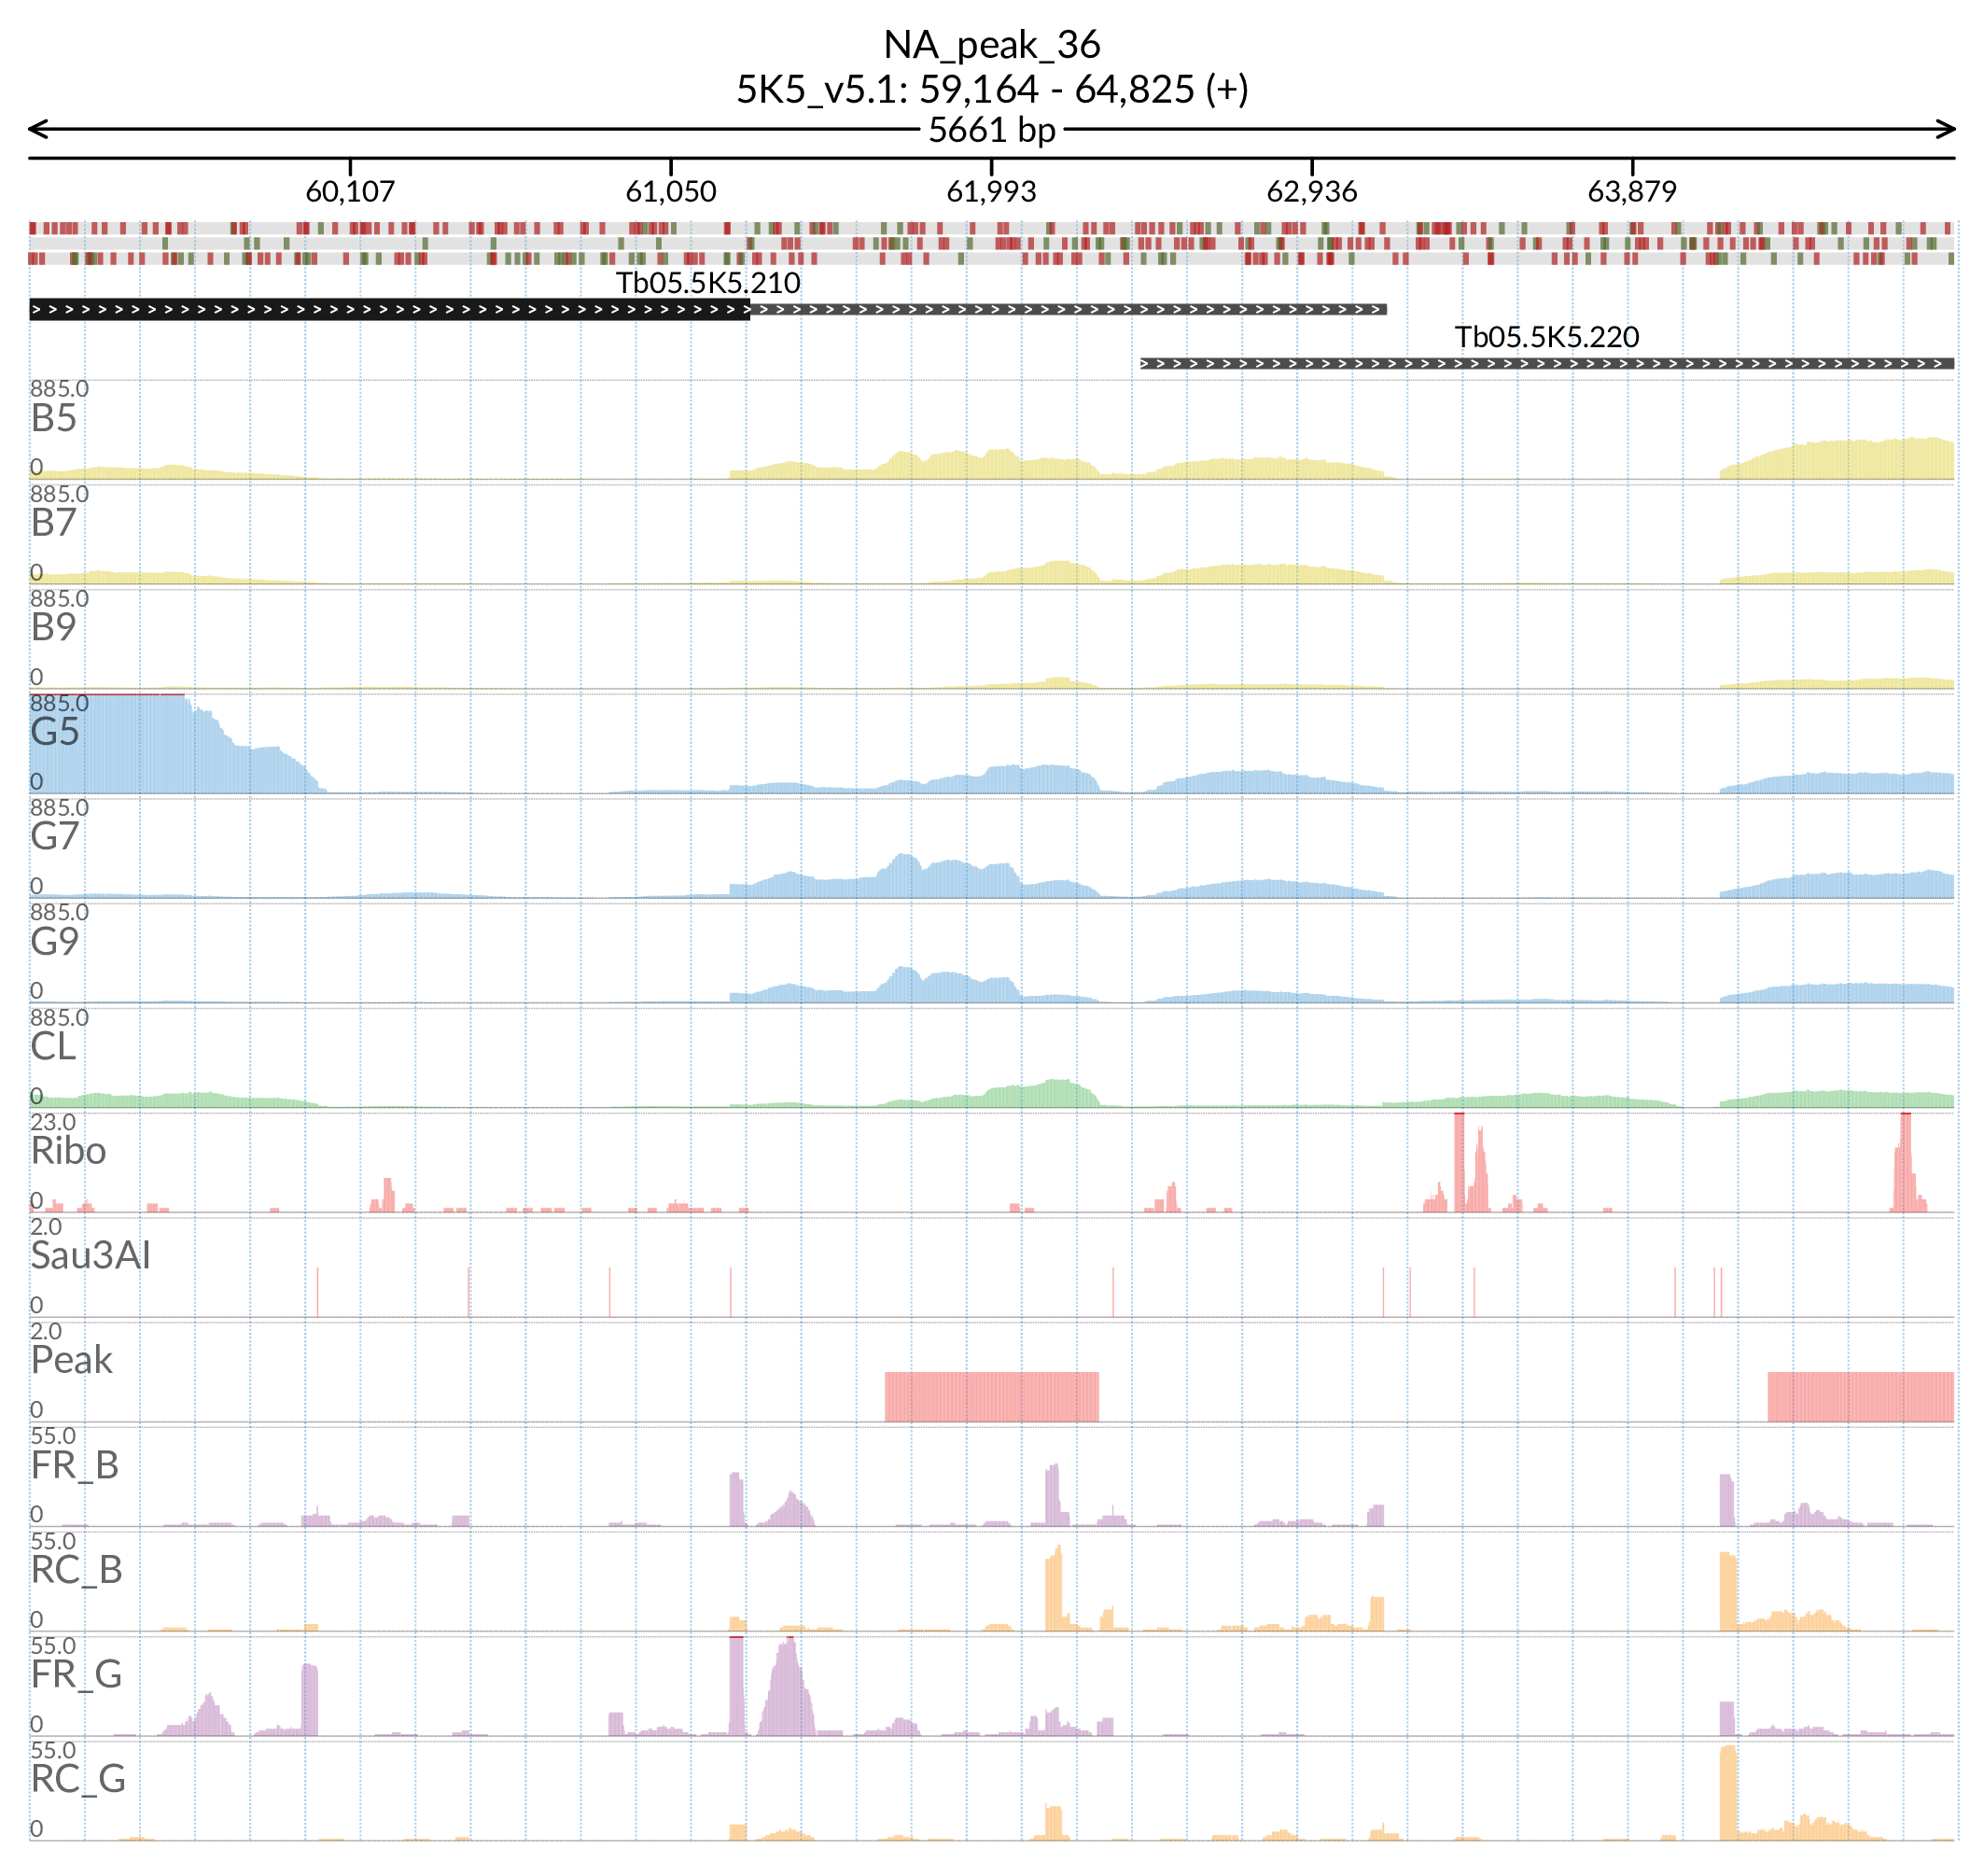 NA_peak_36
5K5_v5.1: 59,164 - 64,825 (+)
5661 bp
60,107 61,050 61,993 62,936 63,879
Tb05.5K5.210
Tb05.5K5.220
885.0
B5
0
885.0
B7
0
885.0
B9
0
885.0
G5
0
885.0
G7
0
885.0
G9
0
885.0
CL
0
23.0
Ribo
0
2.0
Sau3AI
0
2.0
Peak
0
55.0
FR_B
0
55.0
RC_B
0
55.0
FR_G
0
55.0
RC_G
0